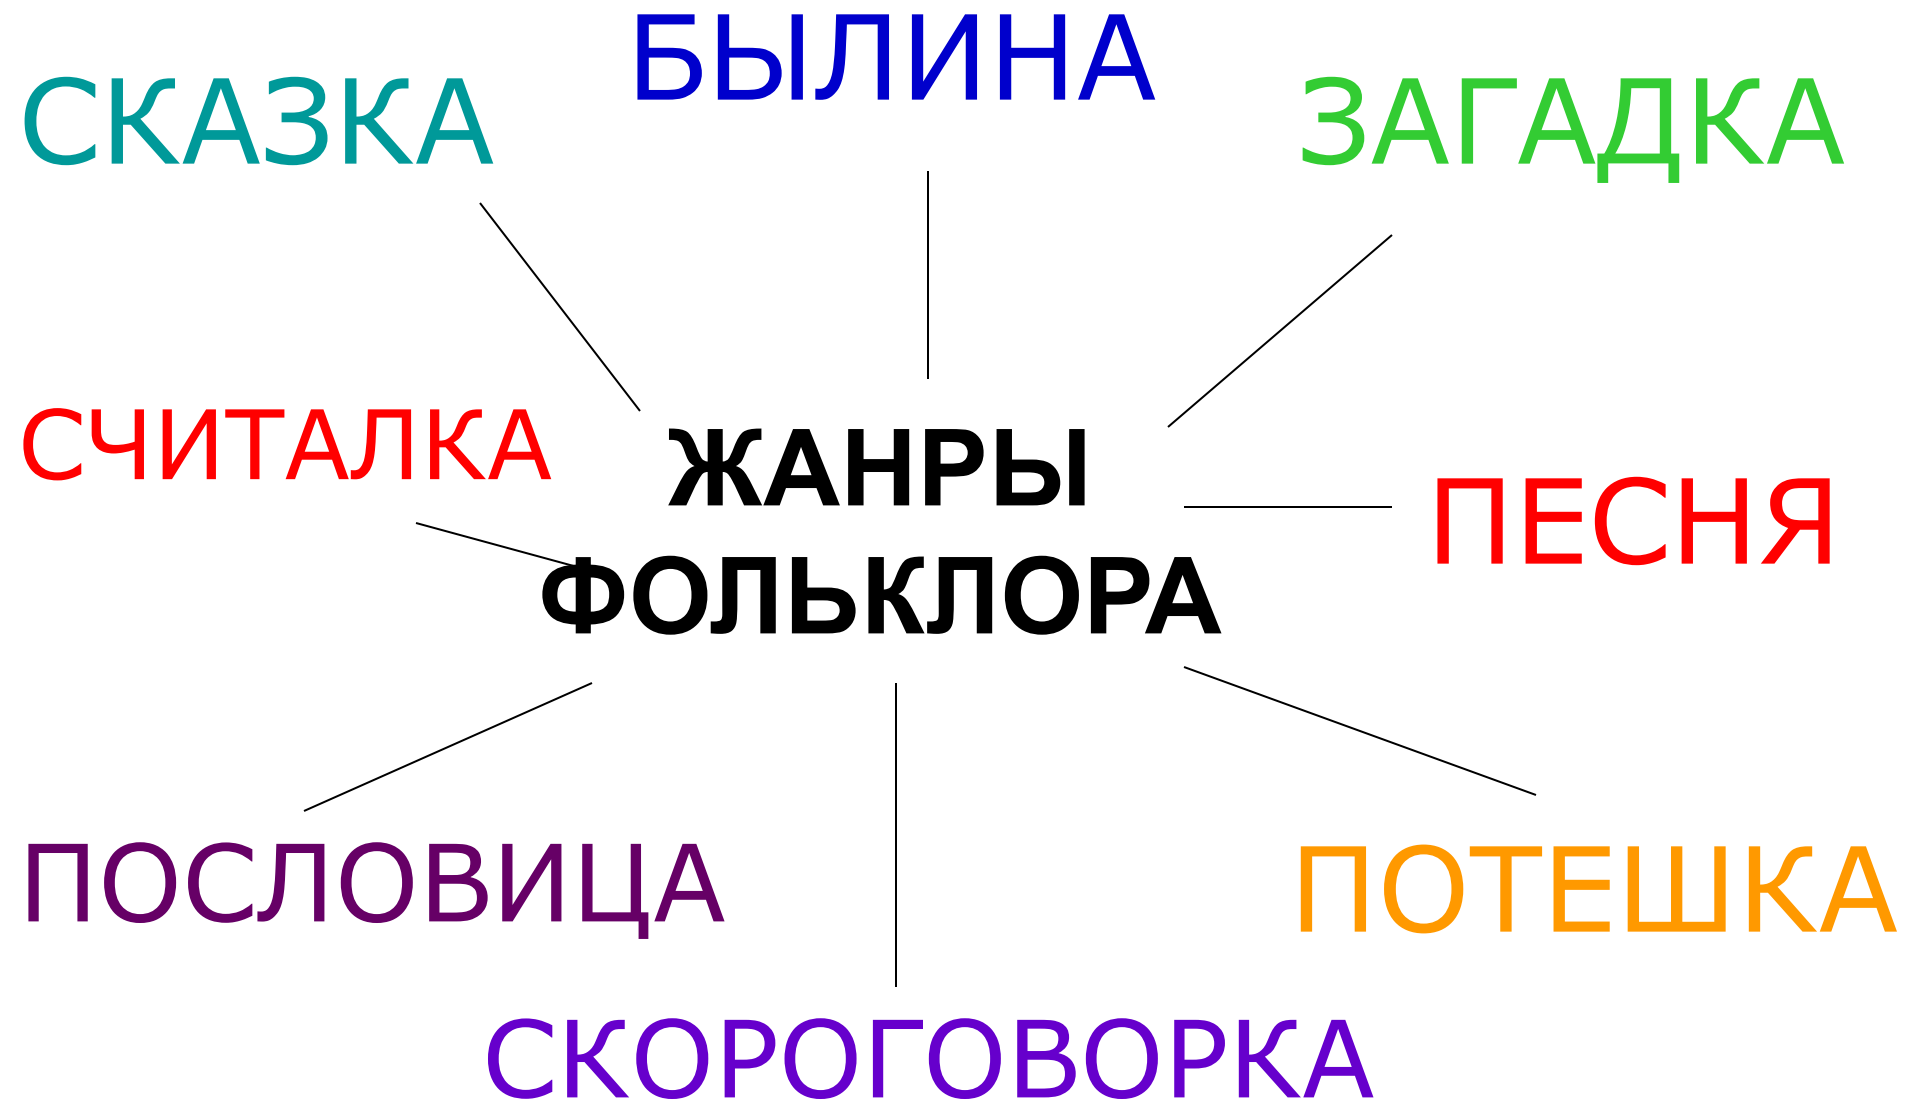 БЫЛИНА
СКАЗКА
ЗАГАДКА
СЧИТАЛКА
ЖАНРЫ
ФОЛЬКЛОРА
ПЕСНЯ
ПОСЛОВИЦА
ПОТЕШКА
СКОРОГОВОРКА